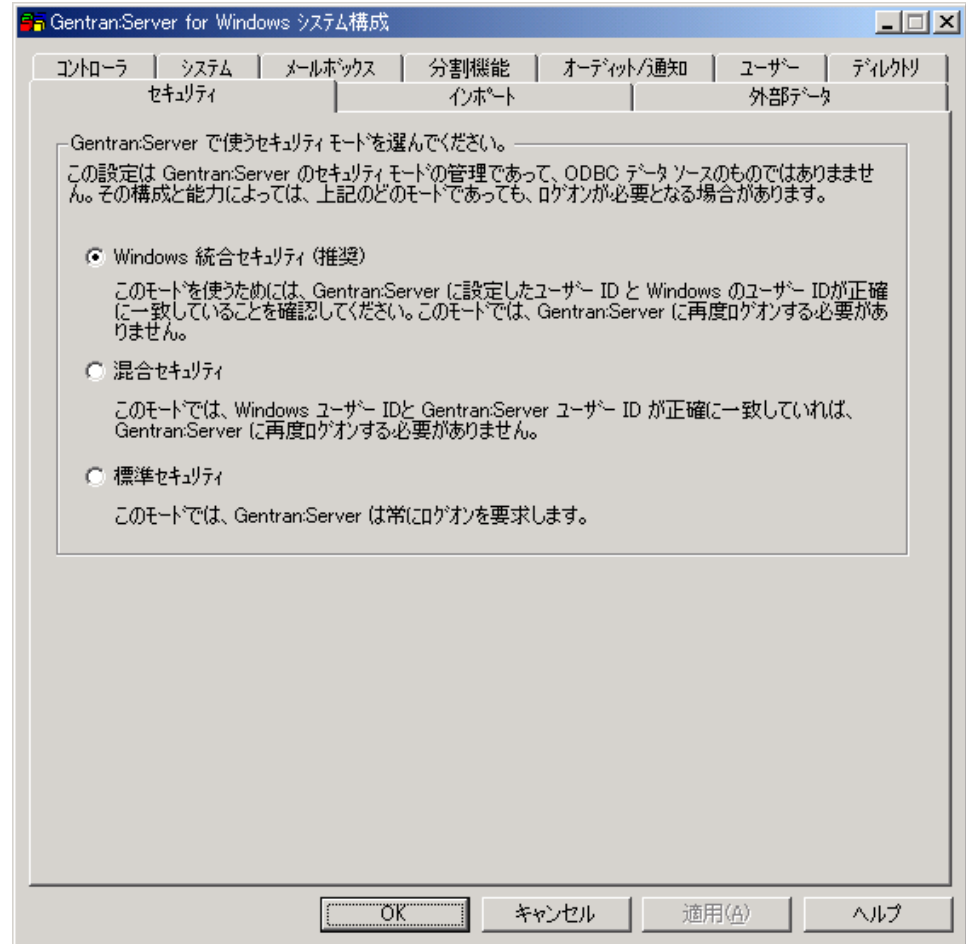 Gentran:Server for Windows システム構成
コントローラ システム メールボックス 分割機能 オーディット/通知 ユーザー ディレクトリ
セキュリティ インポート 外部データ
Gentran:Server で使うセキュリティ モードを選んでください。
この設定は Gentran:Server のセキュリティ モードの管理であって、ODBC データ ソースのものではありませ
ん。その構成と能力によっては、上記のどのモードであっても、ログオンが必要となる場合があります。
Windows 統合セキュリティ (推奨)
このモードを使うためには、Gentran:Server に設定したユーザー ID と Windows のユーザー IDが正確
に一致していることを確認してください。このモードでは、Gentran:Server に再度ログオンする必要があ
りません。
混合セキュリティ
このモードでは、Windows ユーザー IDと Gentran:Server ユーザー ID が正確に一致していれば、
Gentran:Server に再度ログオンする必要がありません。
標準セキュリティ
このモードでは、Gentran:Server は常にログオンを要求します。
OK キャンセル 適用(A) ヘルプ